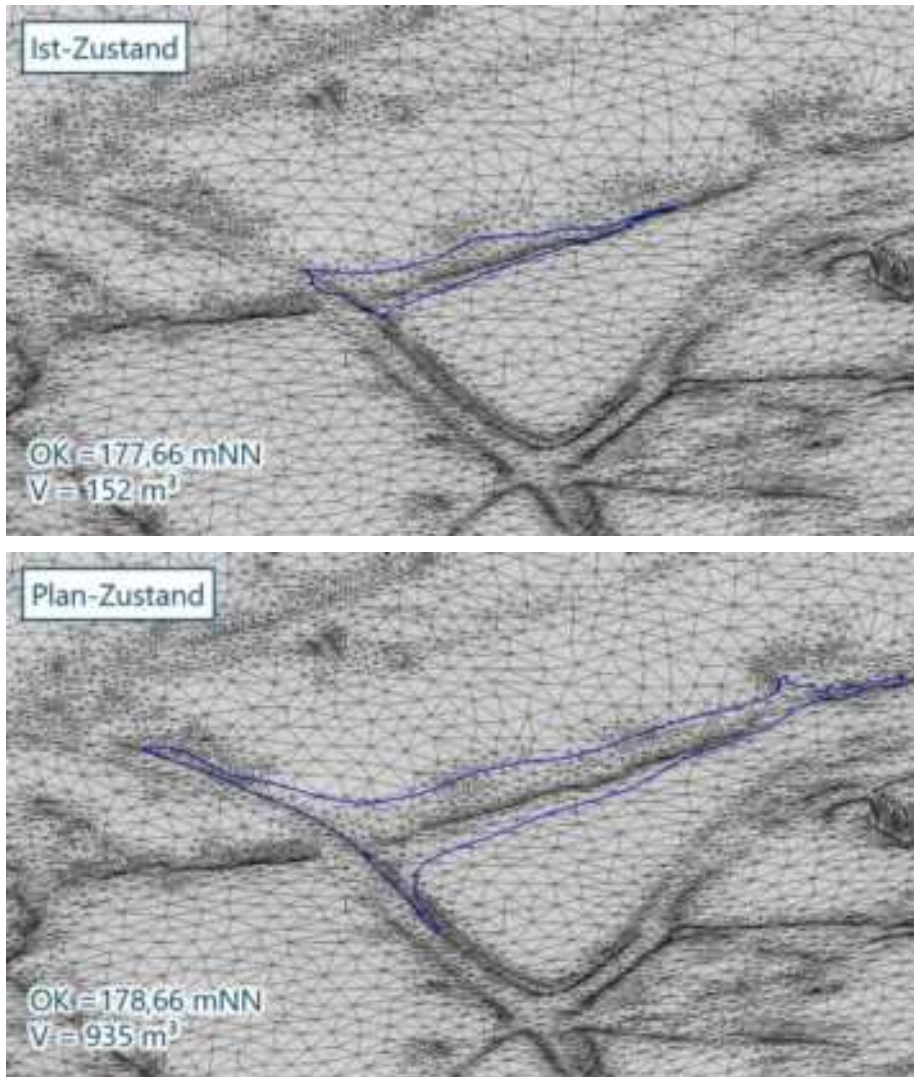 Ist-Zustand
OK = 177,66 mNN
V = 152 m³
Plan-Zustand
OK = 178,66 mNN
V = 935 m³